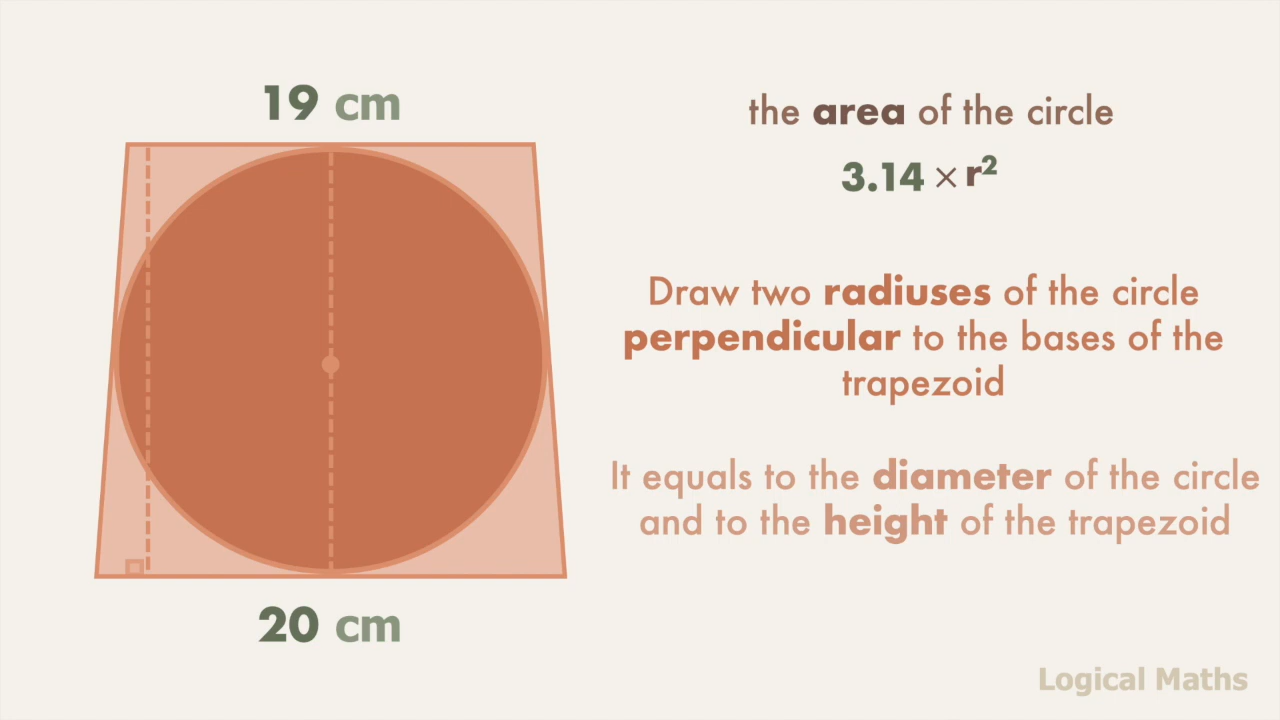 19 cm
the area of the circle
3.14 × r²
Draw two radiuses of the circle
perpendicular to the bases of the
trapezoid
It equals to the diameter of the circle
and to the height of the trapezoid
20 cm
Logical Maths